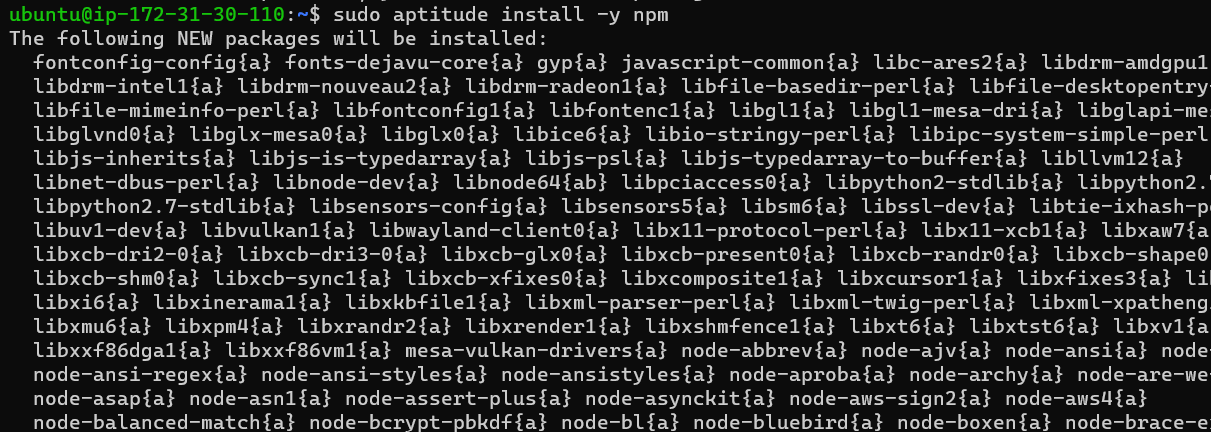 ubuntu@ip-172-31-30-110:~$ sudo aptitude install -y npm
The following NEW packages will be installed:
fontconfig-config{a} fonts-dejavu-core{a} gyp{a} javascript-common{a} libc-ares2{a} libdrm-amdgpu1
libdrm-intel1{a} libdrm-nouveau2{a} libdrm-radeon1{a} libfile-basedir-perl{a} libfile-desktopentry-
libfile-mimeinfo-perl{a} libfontconfig1{a} libfontenc1{a} libgl1{a} libgl1-mesa-dri{a} libglapi-me
libglvnd0{a} libglx-mesa0{a} libglx0{a} libice6{a} libio-stringy-perl{a} libipc-system-simple-perl
libjs-inherits{a} libjs-is-typedarray{a} libjs-psl{a} libjs-typedarray-to-buffer{a} libllvm12{a}
libnet-dbus-perl{a} libnode-dev{a} libnode64{ab} libpciaccess0{a} libpython2-stdlib{a} libpython2.
libpython2.7-stdlib{a} libsensors-config{a} libsensors5{a} libsm6{a} libssl-dev{a} libtie-ixhash-p
libuv1-dev{a} libvulkan1{a} libwayland-client0{a} libx11-protocol-perl{a} libx11-xcb1{a} libxaw7{a
libxcb-dri2-0{a} libxcb-dri3-0{a} libxcb-glx0{a} libxcb-present0{a} libxcb-randr0{a} libxcb-shape0
libxcb-shm0{a} libxcb-sync1{a} libxcb-xfixes0{a} libxcomposite1{a} libxcursor1{a} libxfixes3{a} li
libxi6{a} libxinerama1{a} libxkbfile1{a} libxml-parser-perl{a} libxml-twig-perl{a} libxml-xpatheng
libxmu6{a} libxpm4{a} libxrandr2{a} libxrender1{a} libxshmfence1{a} libxt6{a} libxtst6{a} libxv1{a
libxxf86dga1{a} libxxf86vm1{a} mesa-vulkan-drivers{a} node-abbrev{a} node-ajv{a} node-ansi{a} node-
node-ansi-regex{a} node-ansi-styles{a} node-ansistyles{a} node-aproba{a} node-archy{a} node-are-we-
node-asap{a} node-asn1{a} node-assert-plus{a} node-asynckit{a} node-aws-sign2{a} node-aws4{a}
node-balanced-match{a} node-bcrypt-pbkdf{a} node-bl{a} node-bluebird{a} node-boxen{a} node-brace-e